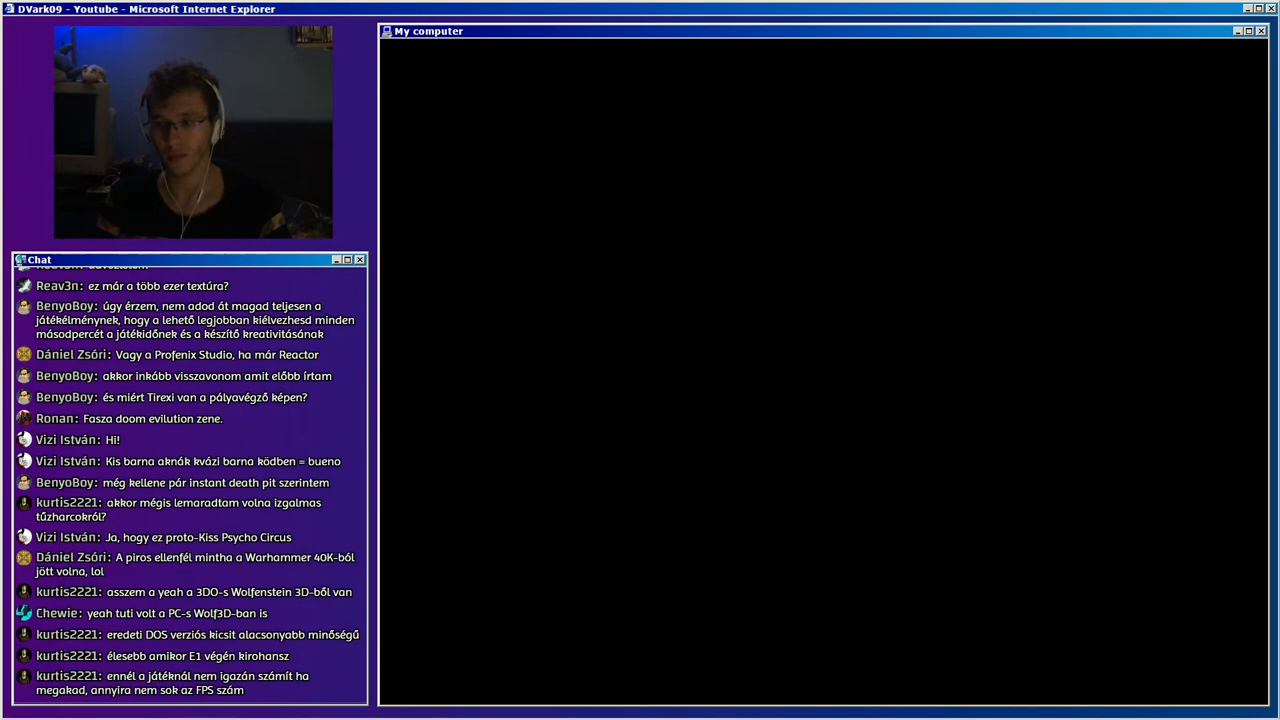 DVark09 - Youtube - Microsoft Internet Explorer
My computer
Chat
Reav3n: ez már a több ezer textúra?
BenyoBoy: úgy érzem, nem adod át magad teljesen a
játékélménynek, hogy a lehető legjobban kiélvezhesd minden
másodpercét a játékidőnek és a készítő kreativitásának
Dániel Zsóri: Vagy a Profenix Studio, ha már Reactor
BenyoBoy: akkor inkább visszavonom amit előbb írtam
BenyoBoy: és miért Tirexi van a pályavégző képen?
Ronan: Fasza doom evilution zene.
Vizi István: Hi!
Vizi István: Kis barna aknák kvázi barna ködben = bueno
BenyoBoy: még kellene pár instant death pit szerintem
kurtis2221: akkor mégis lemaradtam volna izgalmas
tűzharcokról?
Vizi István: Ja, hogy ez proto-Kiss Psycho Circus
Dániel Zsóri: A piros ellenfél mintha a Warhammer 40K-ból
jött volna, lol
kurtis2221: asszem a yeah a 3DO-s Wolfenstein 3D-ből van
Chewie: yeah tuti volt a PC-s Wolf3D-ban is
kurtis2221: eredeti DOS verziós kicsit alacsonyabb minőségű
kurtis2221: élesebb amikor E1 végén kirohansz
kurtis2221: ennél a játéknál nem igazán számít ha
megakad, annyira nem sok az FPS szám